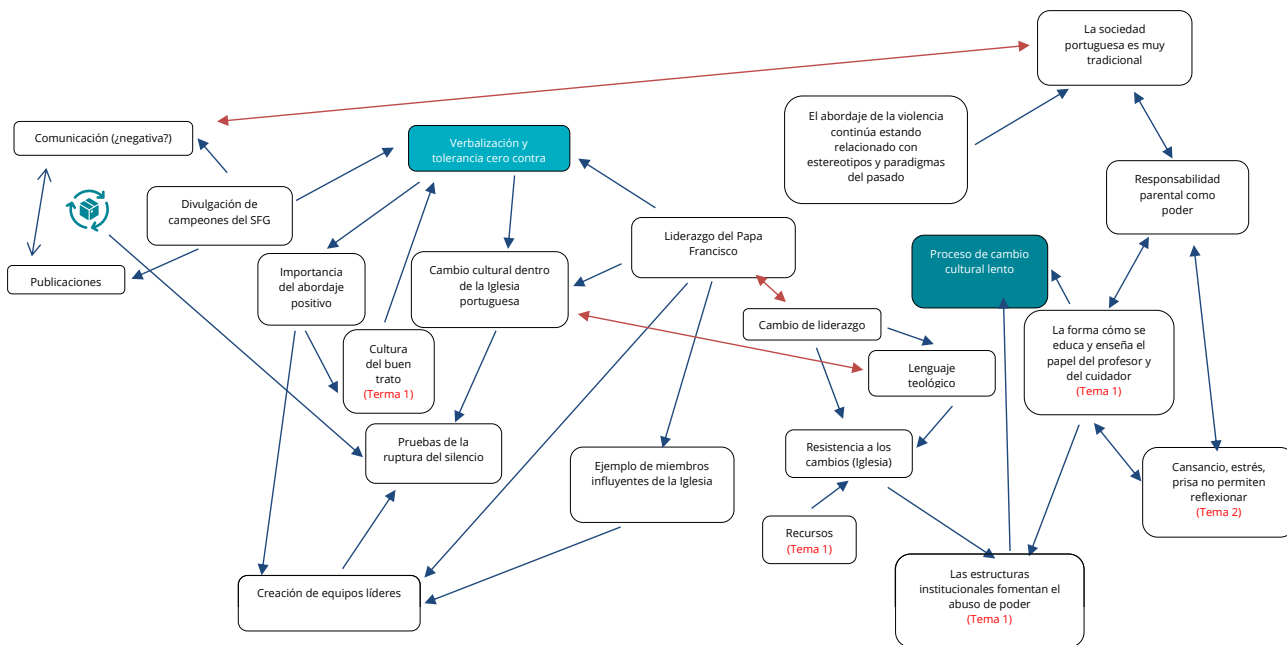 La sociedad
portuguesa es muy
tradicional
El abordaje de la violencia
continúa estando
relacionado con
estereotipos y paradigmas
del pasado
Comunicación (¿negativa?)
Verbalización y
tolerancia cero contra
Responsabilidad
parental como
poder
Divulgación de
campeones del SFG
Liderazgo del Papa
Francisco
Proceso de cambio
cultural lento
Publicaciones
Importancia
del abordaje
positivo
Cambio cultural dentro
de la Iglesia
portuguesa
Cambio de liderazgo
La forma cómo se
educa y enseña el
papel del profesor y
del cuidador
(Tema 1)
Cultura
del buen
trato
(Terma 1)
Lenguaje
teológico
Pruebas de la
ruptura del silencio
Ejemplo de miembros
influyentes de la Iglesia
Resistencia a los
cambios (Iglesia)
Cansancio, estrés,
prisa no permiten
reflexionar
(Tema 2)
Recursos
(Tema 1)
Creación de equipos líderes
Las estructuras
institucionales fomentan el
abuso de poder
(Tema 1)